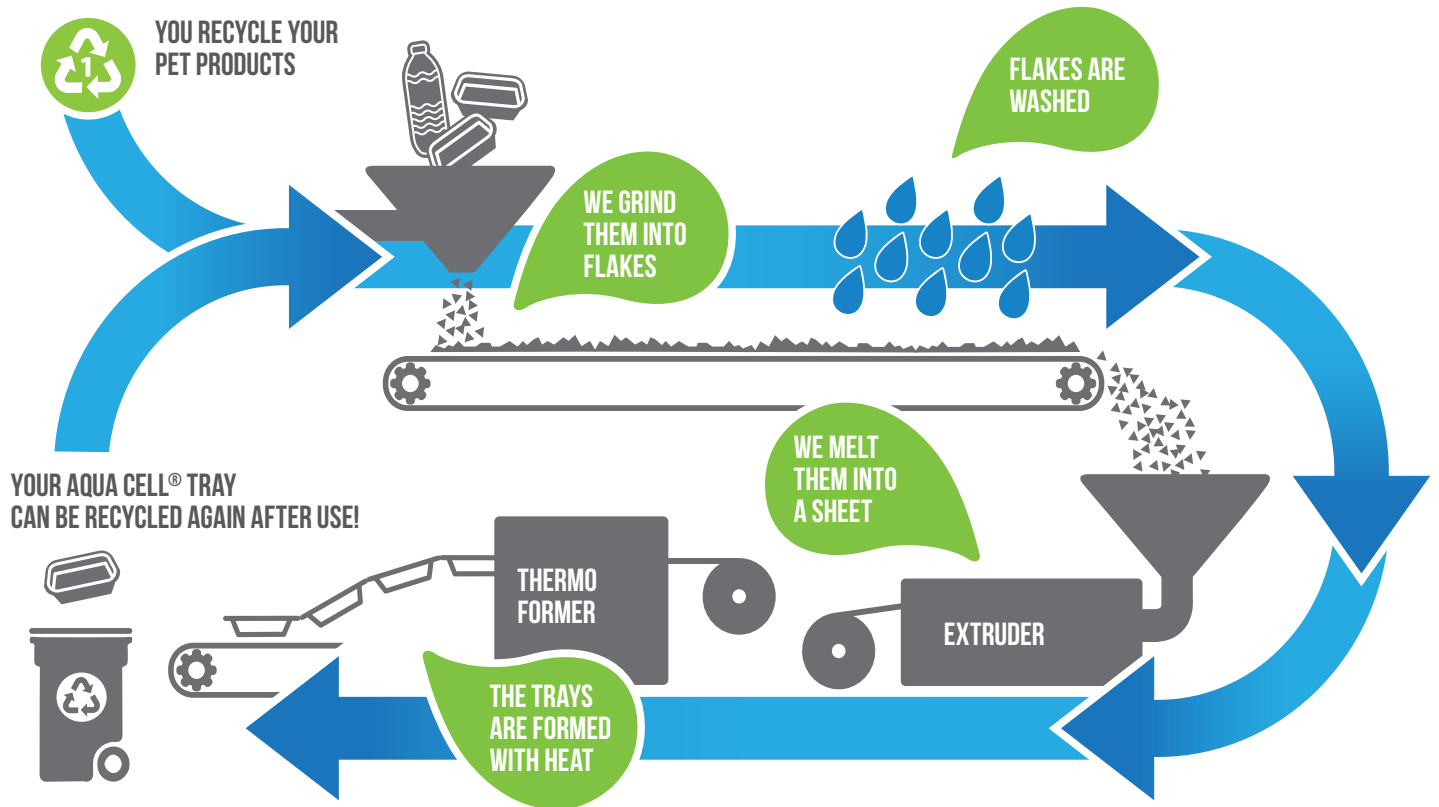 1
YOU RECYCLE YOUR
PET PRODUCTS
WE GRIND
THEM INTO
FLAKES
FLAKES ARE
WASHED
WE MELT
THEM INTO
A SHEET
EXTRUDER
THERMO
FORMER
THE TRAYS
ARE FORMED
WITH HEAT
YOUR AQUA CELL® TRAY
CAN BE RECYCLED AGAIN AFTER USE!